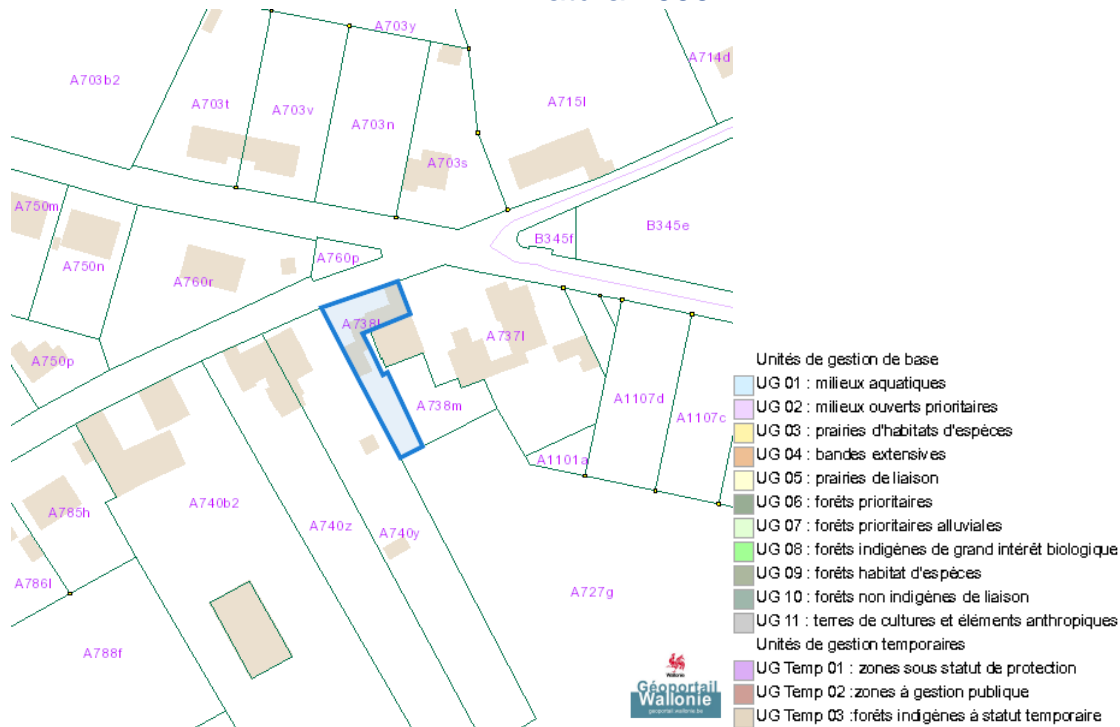 A703y
A703b2
A714d
A703t
A703v
A715l
A703n
A703s
A750m
B345e
B345f
A750n
A760p
A760r
A738l
A737l
A750p
A738m
A1107d
A1107c
A1101a
A740b2
A785h
A740z
A740y
A786l
A727g
A788f
Wallonie
Géoportail
Wallonie
geoportail.wallonie.be
Unités de gestion de base
UG 01 : milieux aquatiques
UG 02 : milieux ouverts prioritaires
UG 03 : prairies d'habitats d'espèces
UG 04 : bandes extensives
UG 05 : prairies de liaison
UG 06 : forêts prioritaires
UG 07 : forêts prioritaires alluviales
UG 08 : forêts indigènes de grand intérêt biologique
UG 09 : forêts habitat d'espèces
UG 10 : forêts non indigènes de liaison
UG 11 : terres de cultures et éléments anthropiques
Unités de gestion temporaires
UG Temp 01 : zones sous statut de protection
UG Temp 02 :zones à gestion publique
UG Temp 03 :forêts indigènes à statut temporaire